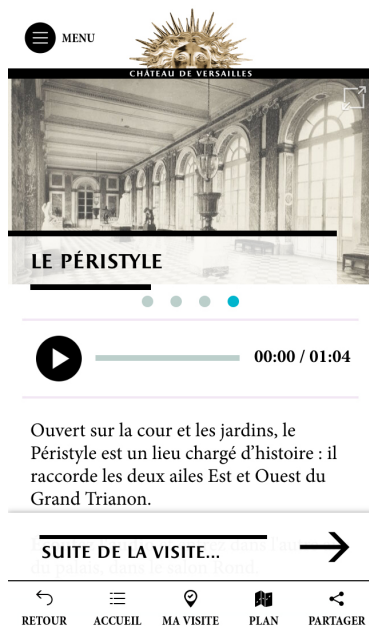 MENU
CHÂTEAU DE VERSAILLES
LE PÉRISTYLE
00:00 / 01:04
Ouvert sur la cour et les jardins, le
Péristyle est un lieu chargé d'histoire : il
raccorde les deux ailes Est et Ouest du
Grand Trianon.
SUITE DE LA VISITE...
du palais, dans le salon Rond.
RETOUR ACCUEIL MA VISITE PLAN PARTAGER